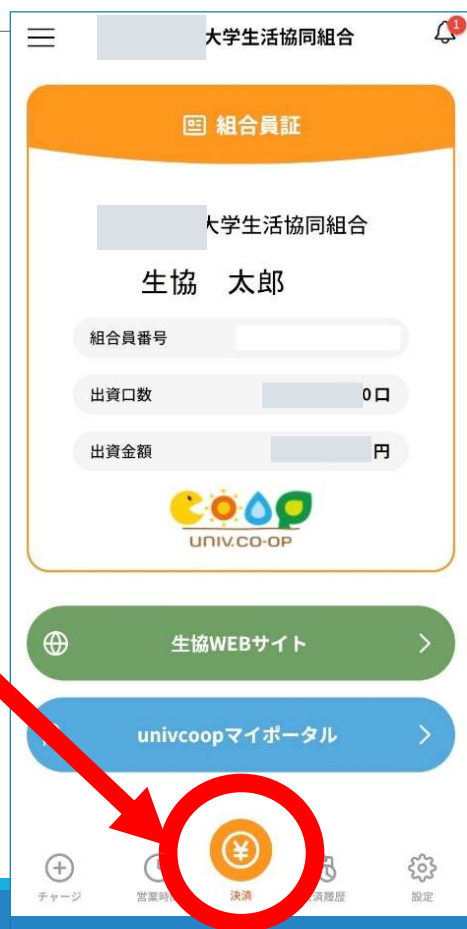 大学生活協同組合
1
組合員証
大学生活協同組合
生協 太郎
組合員番号
出資口数 0口
出資金額 円
UNIV.CO-OP
生協WEBサイト
univcoopマイポータル
¥
チャージ
営業時
決済
済履歴
設定